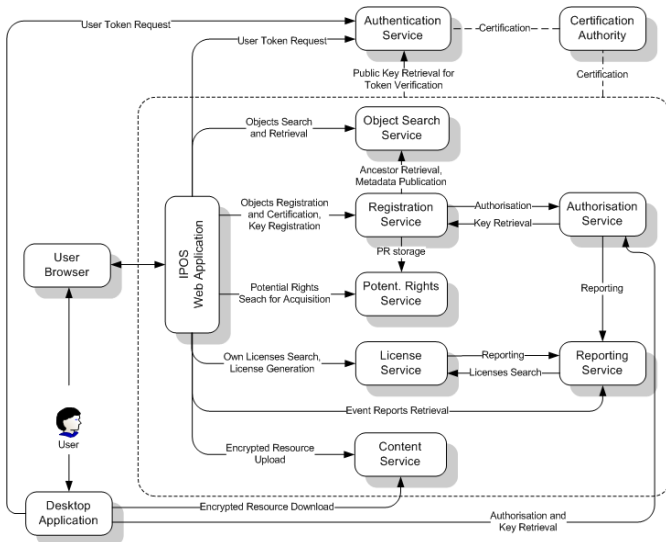 User Token Request
Authentication
Service
Certification
Certification
Authority
User Token Request
Public Key Retrieval for
Token Verification
Certification
Objects Search
and Retrieval
Object Search
Service
Ancestor Retrieval,
Metadata Publication
IPOS
Web Application
Objects Registration
and Certification,
Key Registration
Registration
Service
Authorisation
Key Retrieval
Authorisation
Service
User
Browser
PR storage
Potential Rights
Seach for Acquisition
Potent. Rights
Service
Reporting
Own Licenses Search,
License Generation
License
Service
Reporting
Licenses Search
Reporting
Service
Event Reports Retrieval
User
Encrypted Resource
Upload
Content
Service
Desktop
Application
Encrypted Resource Download
Authorisation and
Key Retrieval